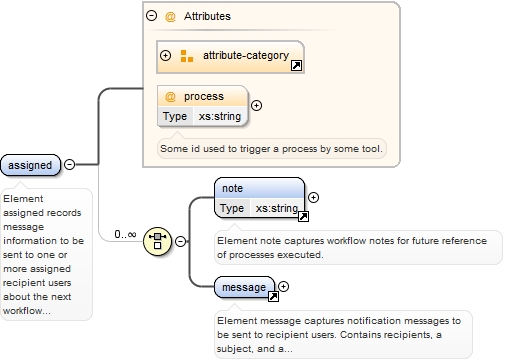 @ Attributes
attribute-category
@ process
Type xs:string
Some id used to trigger a process by some tool.
assigned
Element
assigned records
message
information to be
sent to one or
more assigned
recipient users
about the next
workflow...
0..∞
note
Type xs:string
Element note captures workflow notes for future reference
of processes executed.
message
Element message captures notification messages to
be sent to recipient users. Contains recipients, a
subject, and a...